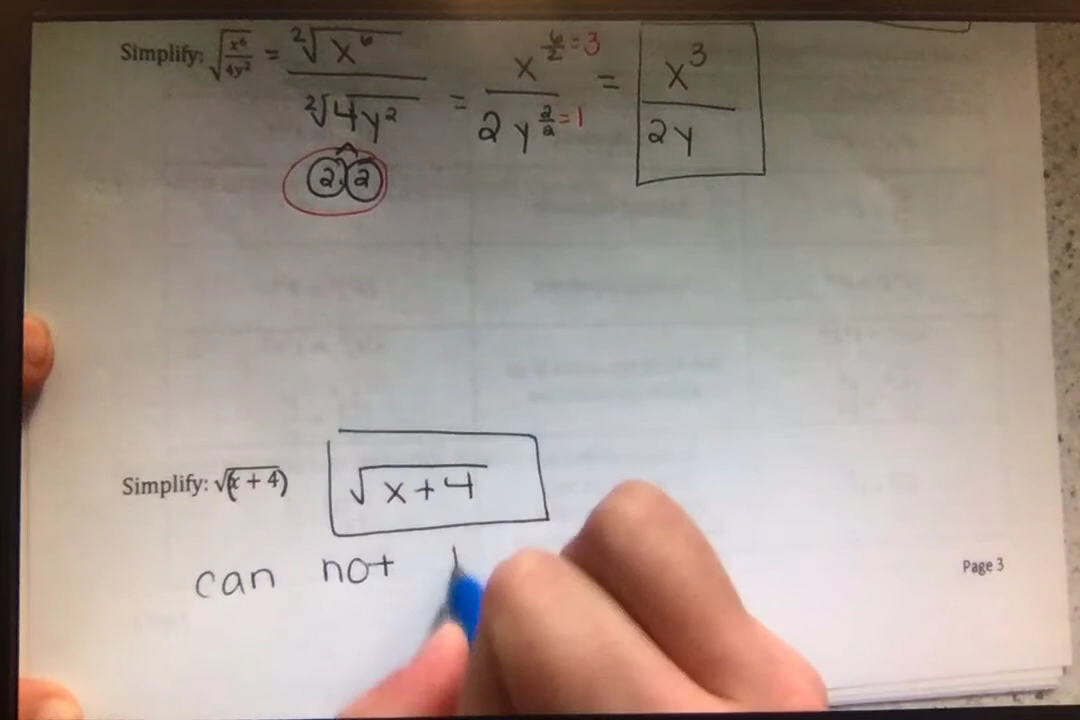 Simplify: √(x⁶/4y²) = ²√x⁶ / ²√4y² = x^(6/2) =3 / 2y^(2/2) =1 = x³ / 2y
2 · 2
Simplify: √(x + 4) √x+4
can not
Page 3